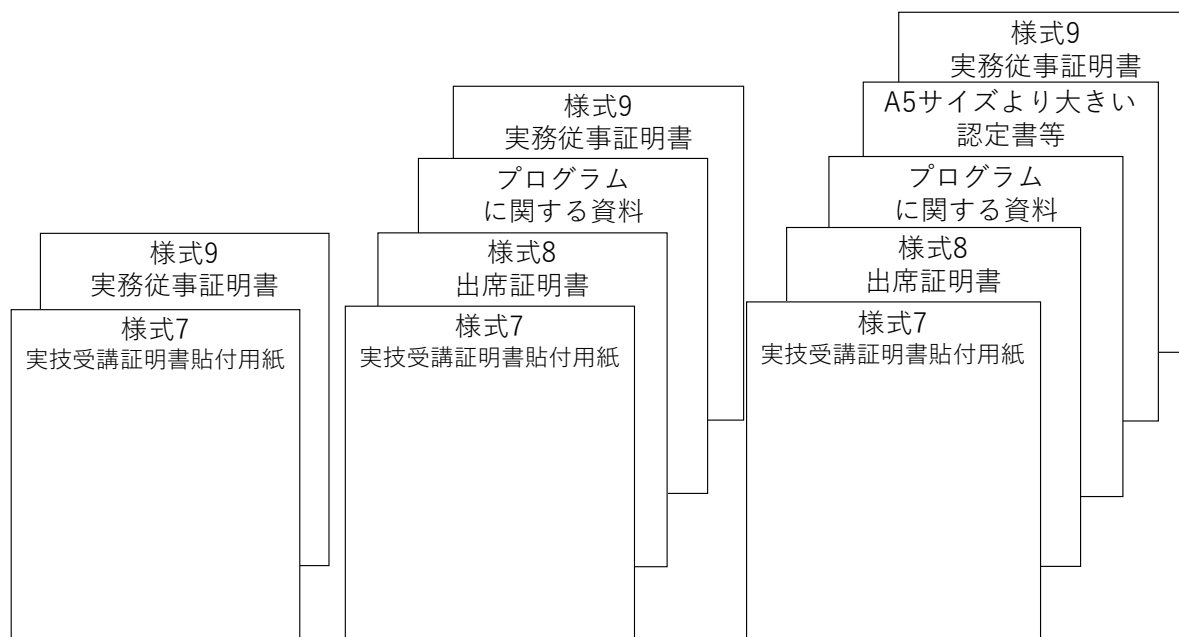 様式9
実務従事証明書
様式7
実技受講証明書貼付用紙
様式9
実務従事証明書
プログラム
に関する資料
様式8
出席証明書
様式7
実技受講証明書貼付用紙
様式9
実務従事証明書
A5サイズより大きい
認定書等
プログラム
に関する資料
様式8
出席証明書
様式7
実技受講証明書貼付用紙